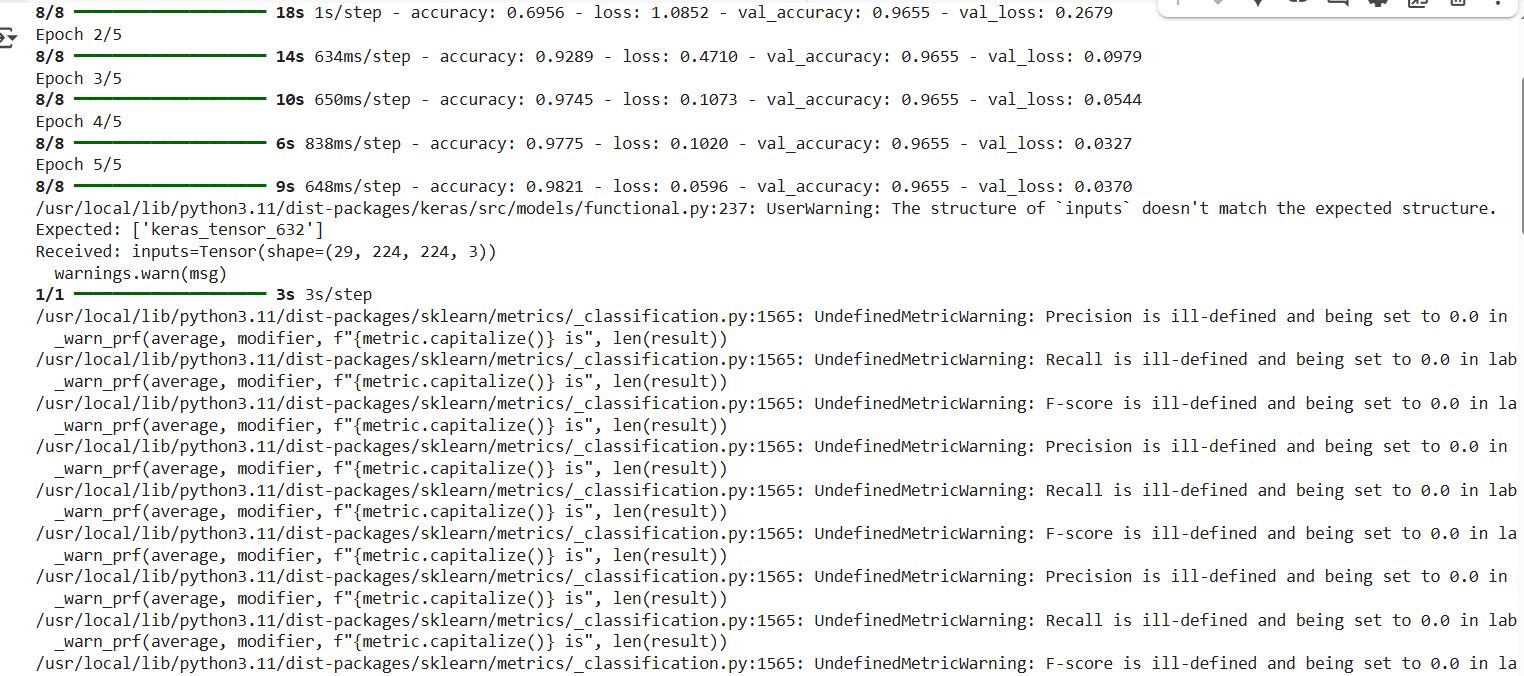 8/8 ━━━━━━━━━━━━━━━━━━━━ 18s 1s/step - accuracy: 0.6956 - loss: 1.0852 - val_accuracy: 0.9655 - val_loss: 0.2679
Epoch 2/5
8/8 ━━━━━━━━━━━━━━━━━━━━ 14s 634ms/step - accuracy: 0.9289 - loss: 0.4710 - val_accuracy: 0.9655 - val_loss: 0.0979
Epoch 3/5
8/8 ━━━━━━━━━━━━━━━━━━━━ 10s 650ms/step - accuracy: 0.9745 - loss: 0.1073 - val_accuracy: 0.9655 - val_loss: 0.0544
Epoch 4/5
8/8 ━━━━━━━━━━━━━━━━━━━━ 6s 838ms/step - accuracy: 0.9775 - loss: 0.1020 - val_accuracy: 0.9655 - val_loss: 0.0327
Epoch 5/5
8/8 ━━━━━━━━━━━━━━━━━━━━ 9s 648ms/step - accuracy: 0.9821 - loss: 0.0596 - val_accuracy: 0.9655 - val_loss: 0.0370
/usr/local/lib/python3.11/dist-packages/keras/src/models/functional.py:237: UserWarning: The structure of `inputs` doesn't match the expected structure.
Expected: ['keras_tensor_632']
Received: inputs=Tensor(shape=(29, 224, 224, 3))
  warnings.warn(msg)
1/1 ━━━━━━━━━━━━━━━━━━━━ 3s 3s/step
/usr/local/lib/python3.11/dist-packages/sklearn/metrics/_classification.py:1565: UndefinedMetricWarning: Precision is ill-defined and being set to 0.0 in
  _warn_prf(average, modifier, f"{metric.capitalize()} is", len(result))
/usr/local/lib/python3.11/dist-packages/sklearn/metrics/_classification.py:1565: UndefinedMetricWarning: Recall is ill-defined and being set to 0.0 in lab
  _warn_prf(average, modifier, f"{metric.capitalize()} is", len(result))
/usr/local/lib/python3.11/dist-packages/sklearn/metrics/_classification.py:1565: UndefinedMetricWarning: F-score is ill-defined and being set to 0.0 in la
  _warn_prf(average, modifier, f"{metric.capitalize()} is", len(result))
/usr/local/lib/python3.11/dist-packages/sklearn/metrics/_classification.py:1565: UndefinedMetricWarning: Precision is ill-defined and being set to 0.0 in
  _warn_prf(average, modifier, f"{metric.capitalize()} is", len(result))
/usr/local/lib/python3.11/dist-packages/sklearn/metrics/_classification.py:1565: UndefinedMetricWarning: Recall is ill-defined and being set to 0.0 in lab
  _warn_prf(average, modifier, f"{metric.capitalize()} is", len(result))
/usr/local/lib/python3.11/dist-packages/sklearn/metrics/_classification.py:1565: UndefinedMetricWarning: F-score is ill-defined and being set to 0.0 in la
  _warn_prf(average, modifier, f"{metric.capitalize()} is", len(result))
/usr/local/lib/python3.11/dist-packages/sklearn/metrics/_classification.py:1565: UndefinedMetricWarning: Precision is ill-defined and being set to 0.0 in
  _warn_prf(average, modifier, f"{metric.capitalize()} is", len(result))
/usr/local/lib/python3.11/dist-packages/sklearn/metrics/_classification.py:1565: UndefinedMetricWarning: Recall is ill-defined and being set to 0.0 in lab
  _warn_prf(average, modifier, f"{metric.capitalize()} is", len(result))
/usr/local/lib/python3.11/dist-packages/sklearn/metrics/_classification.py:1565: UndefinedMetricWarning: F-score is ill-defined and being set to 0.0 in la